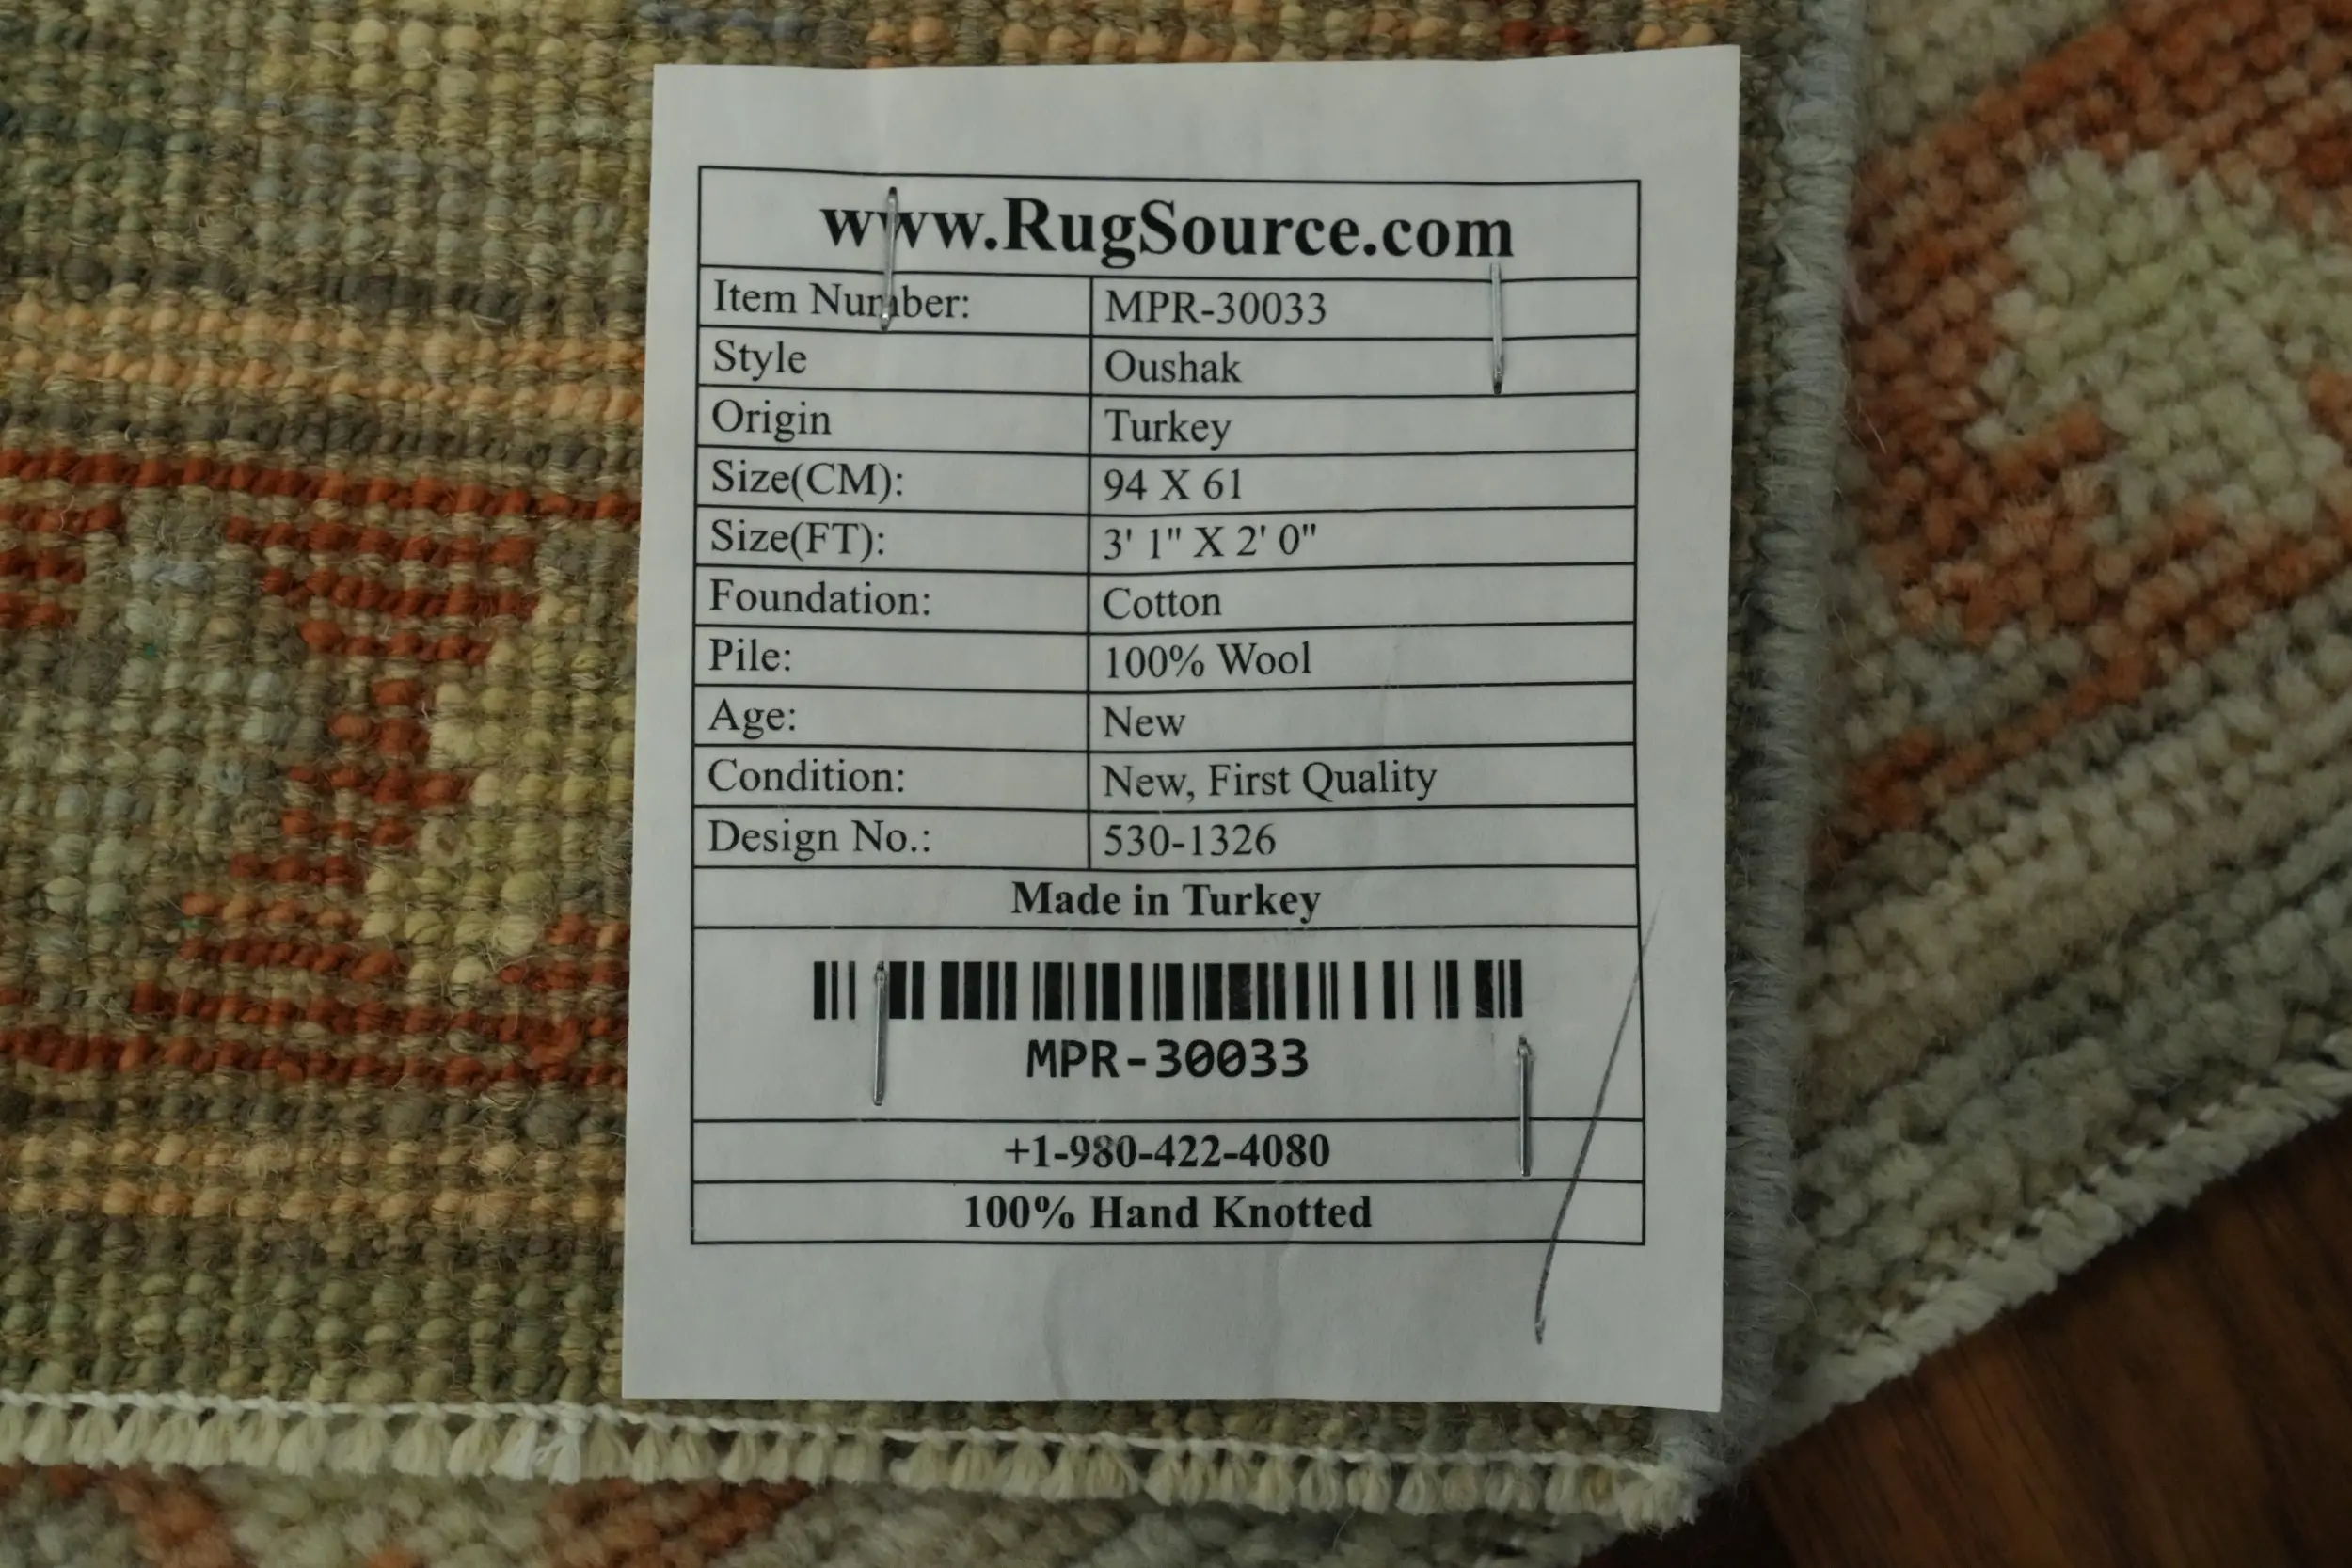 www.RugSource.com
Item Number: MPR-30033
Style Oushak
Origin Turkey
Size(CM): 94 X 61
Size(FT): 3' 1" X 2' 0"
Foundation: Cotton
Pile: 100% Wool
Age: New
Condition: New, First Quality
Design No.: 530-1326
Made in Turkey
MPR-30033
+1-980-422-4080
100% Hand Knotted